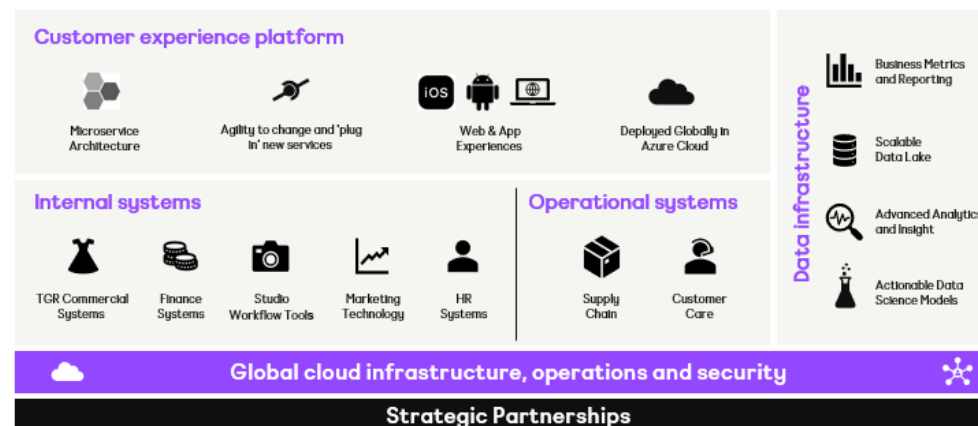 Customer experience platform
iOS
Microservice
Architecture
Agility to change and 'plug
in' new services
Web & App
Experiences
Deployed Globally in
Azure Cloud
Internal systems
TGR Commercial
Systems
Finance
Systems
Studio
Workflow Tools
Marketing
Technology
HR
Systems
Operational systems
Supply
Chain
Customer
Care
Data infrastructure
Business Metrics
and Reporting
Scalable
Data Lake
Advanced Analytics
and Insight
Actionable Data
Science Models
Global cloud infrastructure, operations and security
Strategic Partnerships